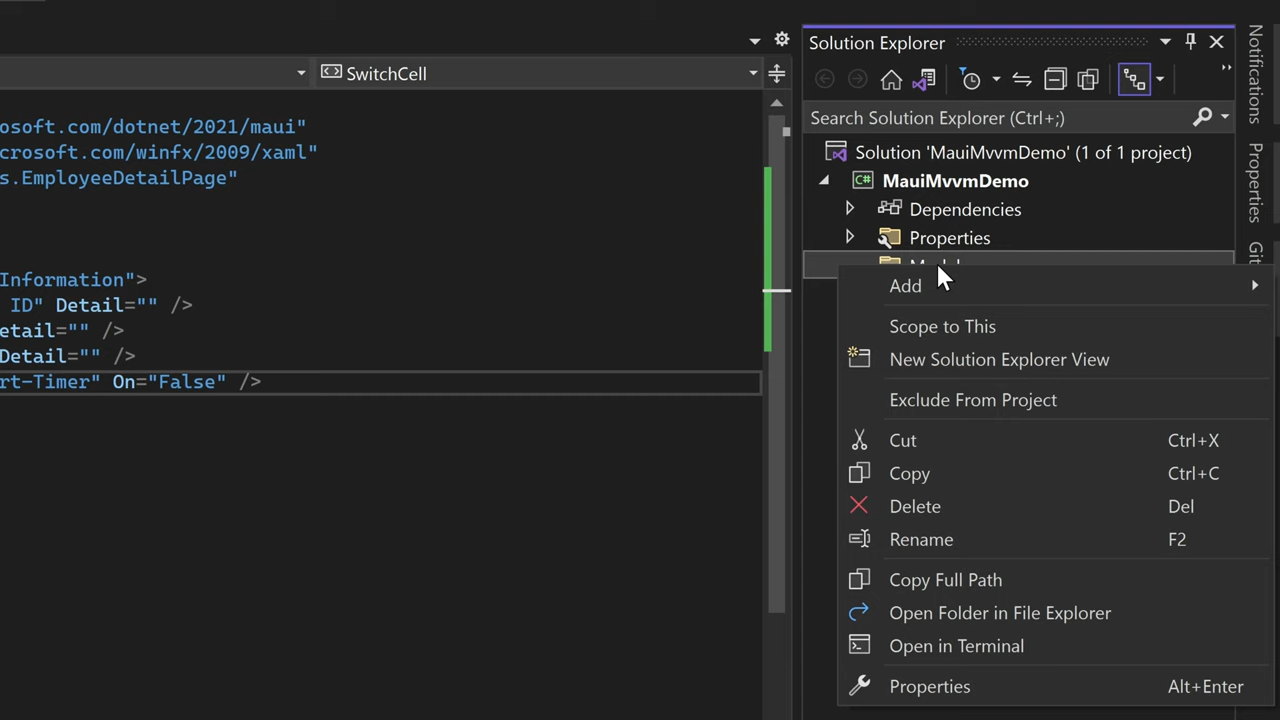 SwitchCell
osoft.com/dotnet/2021/maui"
crosoft.com/winfx/2009/xaml"
s.EmployeeDetailPage"
Information">
ID" Detail="" />
etail="" />
Detail="" />
rt-Timer" On="False" />
Solution Explorer
Search Solution Explorer (Ctrl+;)
Solution 'MauiMvvmDemo' (1 of 1 project)
C# MauiMvvmDemo
Dependencies
Properties
Add
Scope to This
New Solution Explorer View
Exclude From Project
Cut Ctrl+X
Copy Ctrl+C
Delete Del
Rename F2
Copy Full Path
Open Folder in File Explorer
Open in Terminal
Properties Alt+Enter
Notifications
Properties